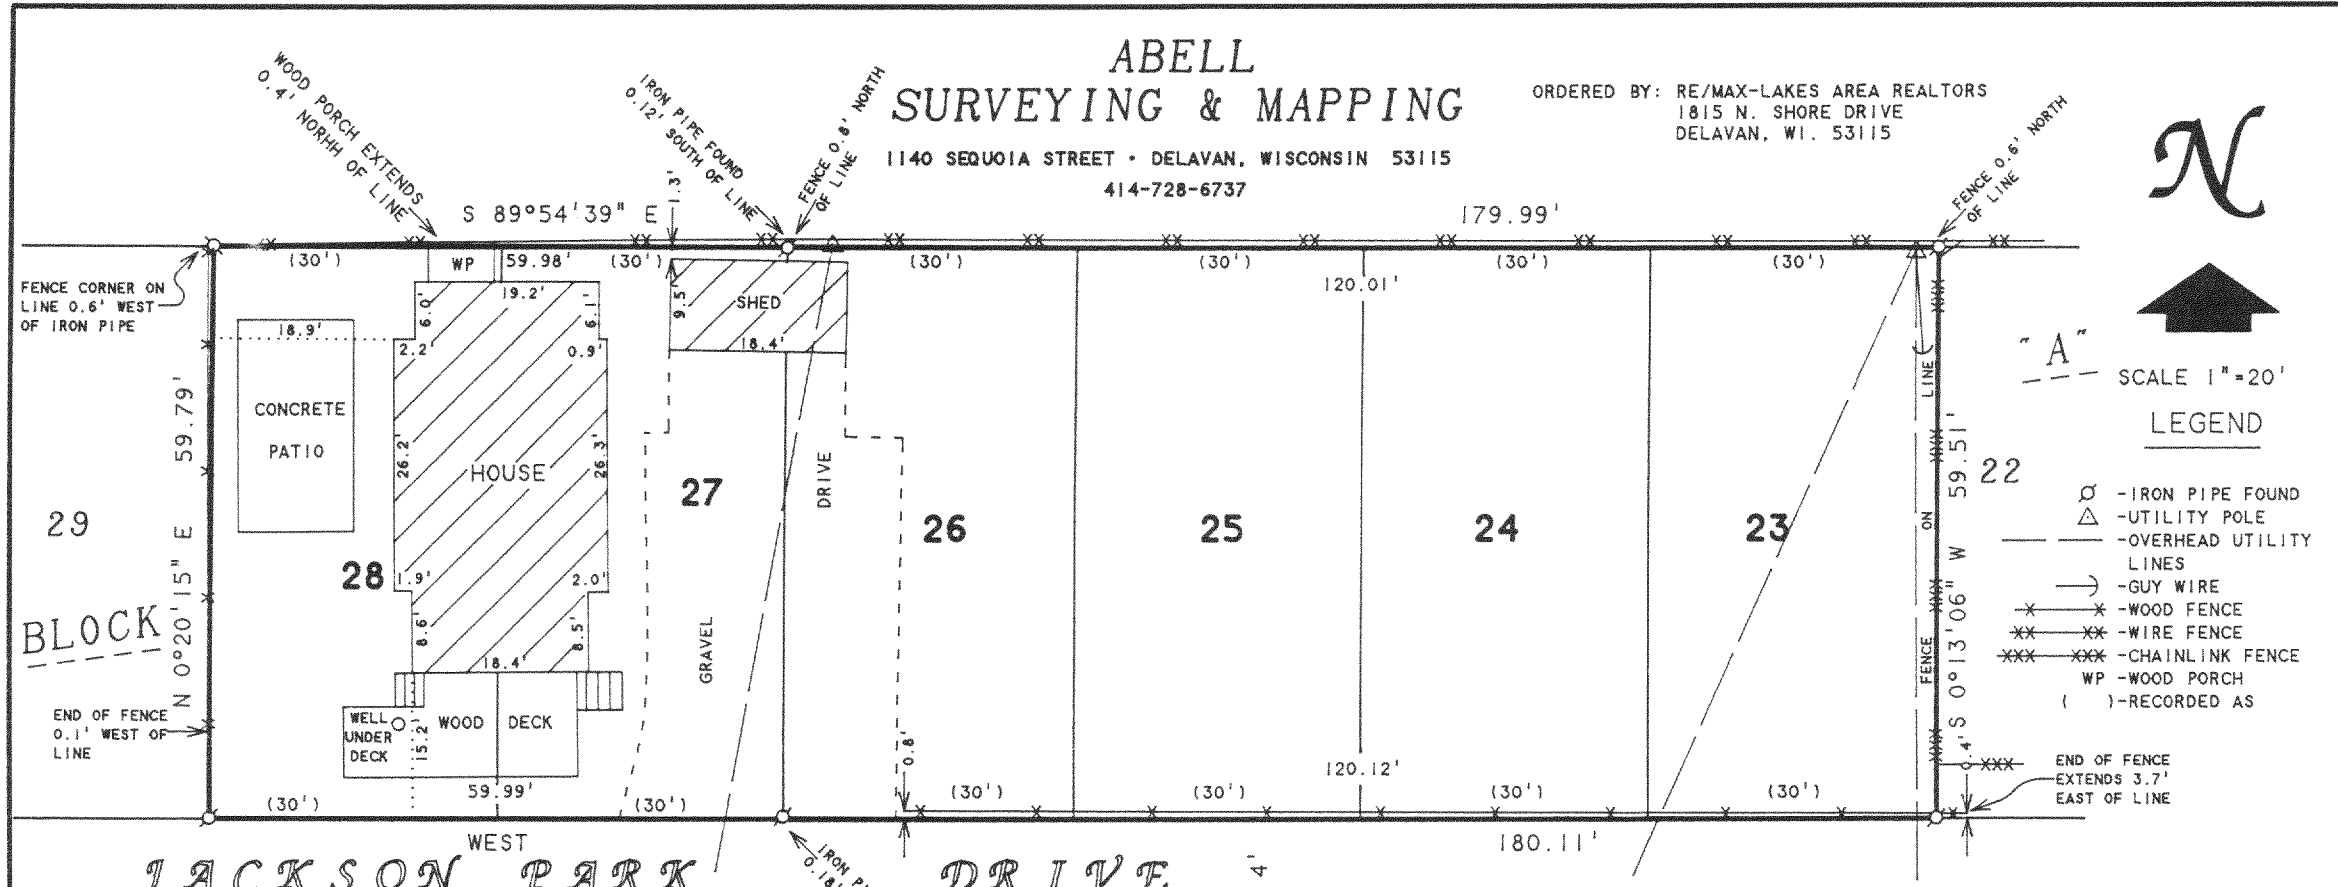 ABELL
SURVEYING & MAPPING
1140 SEQUOIA STREET • DELAVAN, WISCONSIN 53115
414-728-6737
ORDERED BY: RE/MAX-LAKES AREA REALTORS
1815 N. SHORE DRIVE
DELAVAN, WI. 53115
N
WOOD PORCH EXTENDS
0.4' NORHH OF LINE
IRON PIPE FOUND
0.12' SOUTH OF LINE
FENCE 0.8' NORTH
OF LINE
FENCE 0.6' NORTH
OF LINE
S 89°54'39" E
1.3'
179.99'
(30')
WP
59.98'
(30')
(30')
(30')
(30')
(30')
FENCE CORNER ON
LINE 0.6' WEST
OF IRON PIPE
19.2'
6.0'
6.1'
9.5'
SHED
18.4'
120.01'
18.9'
2.2'
0.9'
CONCRETE
PATIO
26.2'
26.3'
HOUSE
N 0°20'15" E 59.79'
29
28
27
26
25
24
23
22
GRAVEL
DRIVE
FENCE ON LINE
S 0°13'06" W 59.51'
"A"
SCALE 1"=20'
LEGEND
-IRON PIPE FOUND
-UTILITY POLE
-OVERHEAD UTILITY
LINES
-GUY WIRE
-WOOD FENCE
-WIRE FENCE
-CHAINLINK FENCE
WP -WOOD PORCH
( )-RECORDED AS
BLOCK
1.9'
2.0'
8.6'
8.5'
18.4'
END OF FENCE
0.1' WEST OF
LINE
WELL
UNDER
DECK
WOOD DECK
15.2'
0.8'
120.12'
0.4'
END OF FENCE
EXTENDS 3.7'
EAST OF LINE
(30')
59.99'
(30')
(30')
(30')
(30')
(30')
WEST
180.11'
JACKSON PARK DRIVE
IRON
0.18'
4'